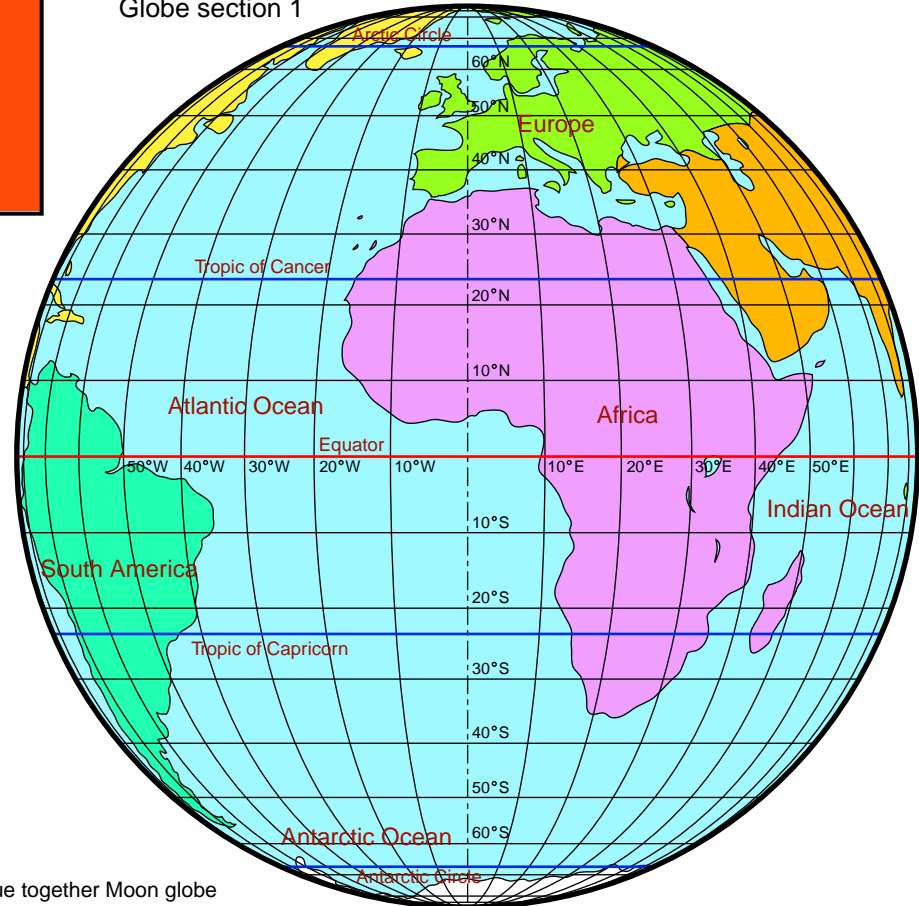 Globe section 1
Arctic Circle
60°N
50°N
Europe
40°N
30°N
Tropic of Cancer
20°N
10°N
Atlantic Ocean
Africa
Equator
50°W 40°W 30°W 20°W 10°W 10°E 20°E 30°E 40°E 50°E
Indian Ocean
10°S
South America
20°S
Tropic of Capricorn
30°S
40°S
50°S
Antarctic Ocean
60°S
Antarctic Circle
together Moon globe